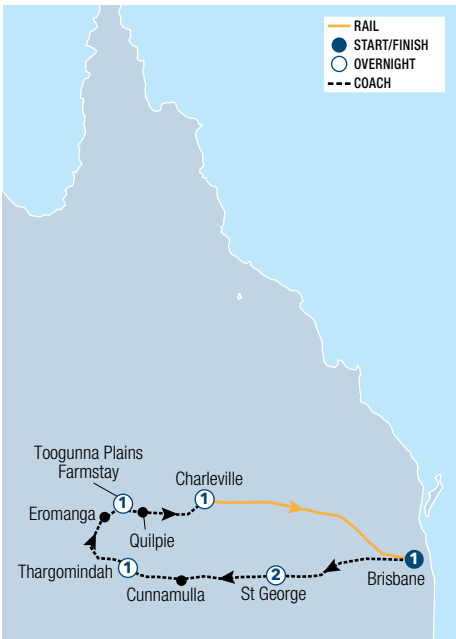 RAIL
START/FINISH
OVERNIGHT
COACH
Toogunna Plains
Farmstay
1
Charleville
1
Eromanga
Quilpie
Thargomindah
1
Cunnamulla
2
St George
1
Brisbane